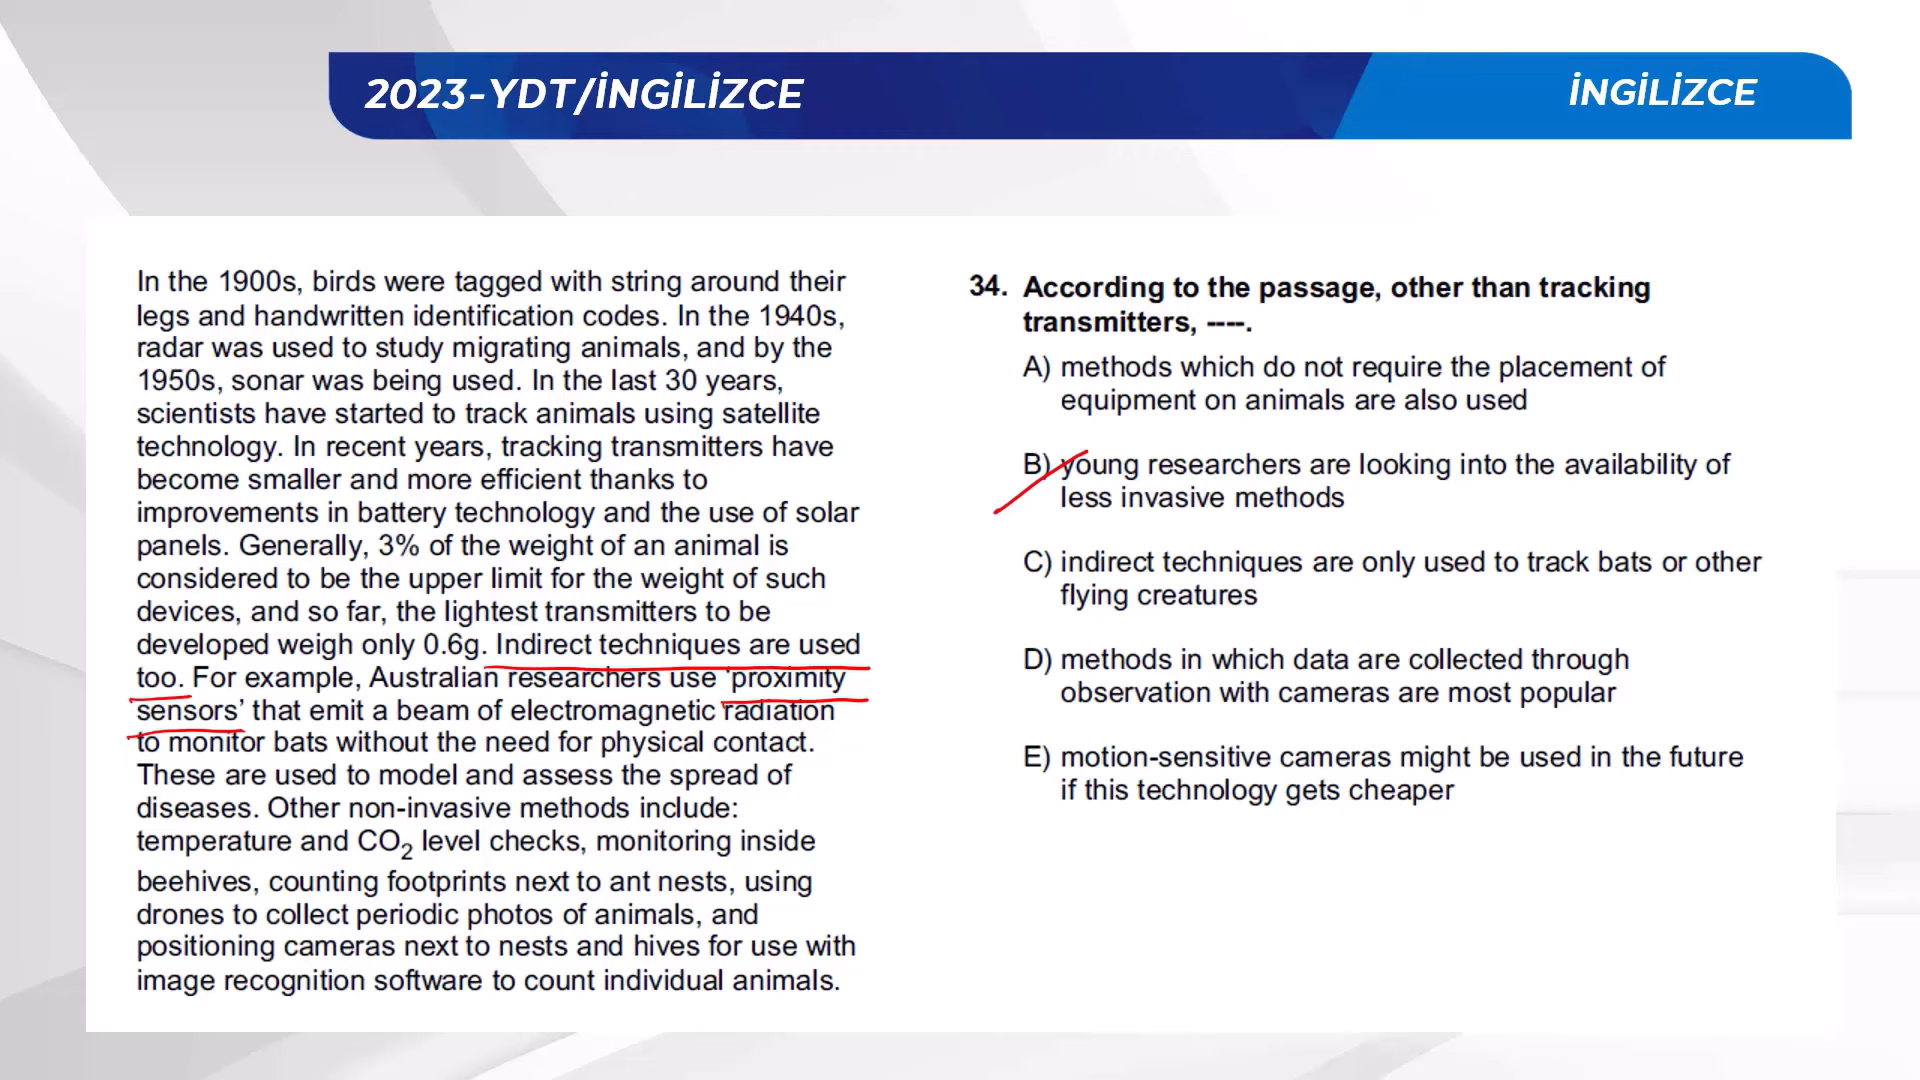 2023-YDT/İNGİLİZCE
İNGİLİZCE
In the 1900s, birds were tagged with string around their
legs and handwritten identification codes. In the 1940s,
radar was used to study migrating animals, and by the
1950s, sonar was being used. In the last 30 years,
scientists have started to track animals using satellite
technology. In recent years, tracking transmitters have
become smaller and more efficient thanks to
improvements in battery technology and the use of solar
panels. Generally, 3% of the weight of an animal is
considered to be the upper limit for the weight of such
devices, and so far, the lightest transmitters to be
developed weigh only 0.6g. Indirect techniques are used
too. For example, Australian researchers use ‘proximity
sensors’ that emit a beam of electromagnetic radiation
to monitor bats without the need for physical contact.
These are used to model and assess the spread of
diseases. Other non-invasive methods include:
temperature and CO₂ level checks, monitoring inside
beehives, counting footprints next to ant nests, using
drones to collect periodic photos of animals, and
positioning cameras next to nests and hives for use with
image recognition software to count individual animals.
34. According to the passage, other than tracking
transmitters, ----.
A) methods which do not require the placement of
equipment on animals are also used
B) young researchers are looking into the availability of
less invasive methods
C) indirect techniques are only used to track bats or other
flying creatures
D) methods in which data are collected through
observation with cameras are most popular
E) motion-sensitive cameras might be used in the future
if this technology gets cheaper